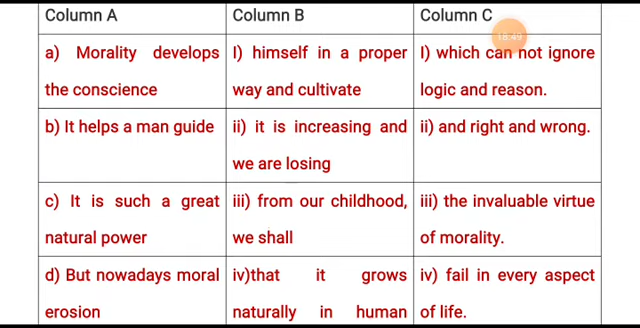 Column A Column B Column C
a) Morality develops I) himself in a proper I) which can not ignore
the conscience way and cultivate logic and reason.
b) It helps a man guide ii) it is increasing and ii) and right and wrong.
we are losing
c) It is such a great iii) from our childhood, iii) the invaluable virtue
natural power we shall of morality.
d) But nowadays moral iv)that it grows iv) fail in every aspect
erosion naturally in human of life.
18:49